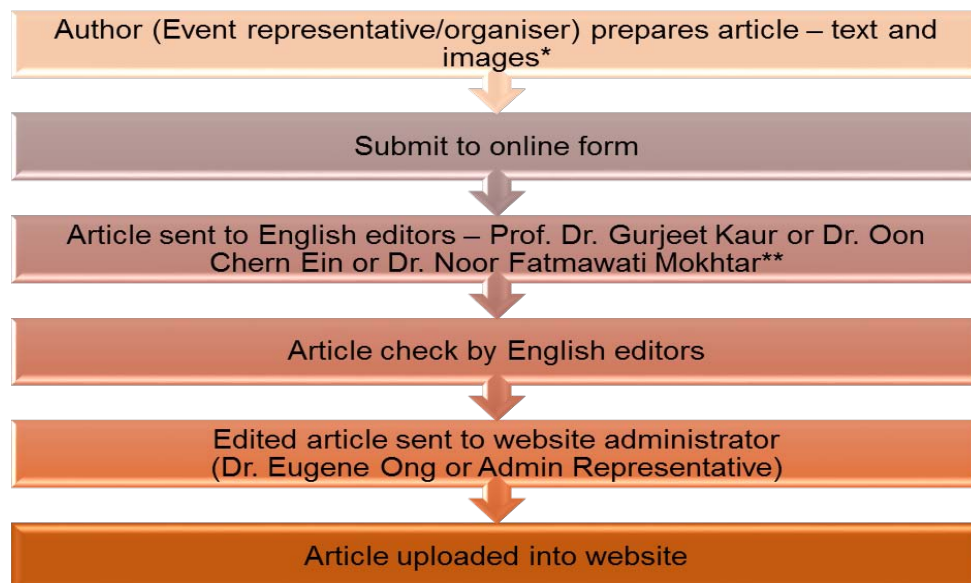 Author (Event representative/organiser) prepares article – text and
images*
Submit to online form
Article sent to English editors – Prof. Dr. Gurjeet Kaur or Dr. Oon
Chern Ein or Dr. Noor Fatmawati Mokhtar**
Article check by English editors
Edited article sent to website administrator
(Dr. Eugene Ong or Admin Representative)
Article uploaded into website